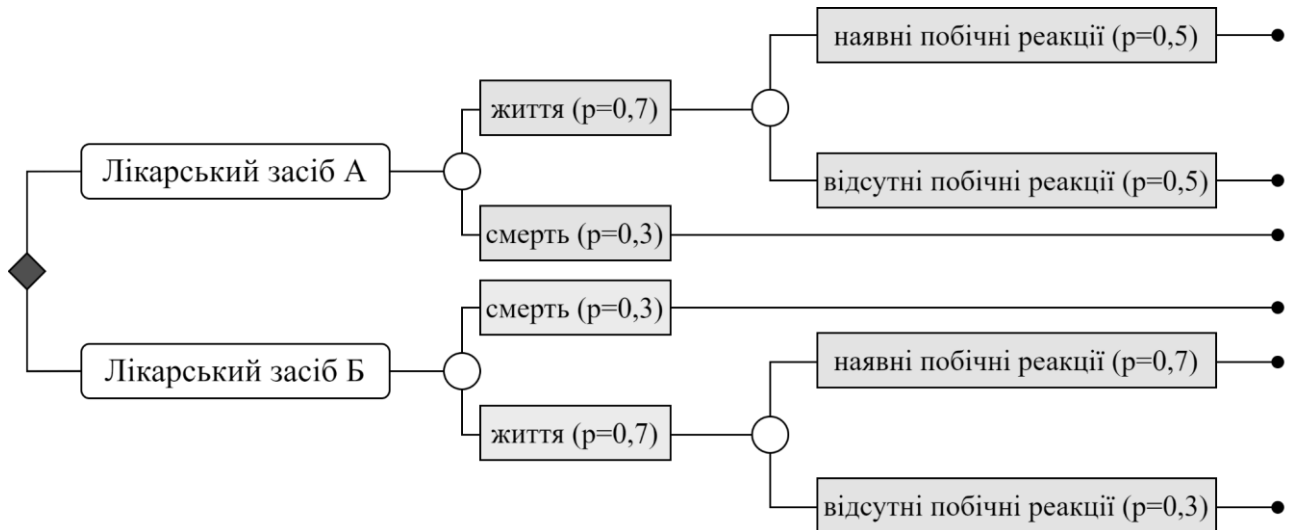 наявні побічні реакції (p=0,5)
життя (p=0,7)
Лікарський засіб А
відсутні побічні реакції (p=0,5)
смерть (p=0,3)
смерть (p=0,3)
Лікарський засіб Б
наявні побічні реакції (p=0,7)
життя (p=0,7)
відсутні побічні реакції (p=0,3)